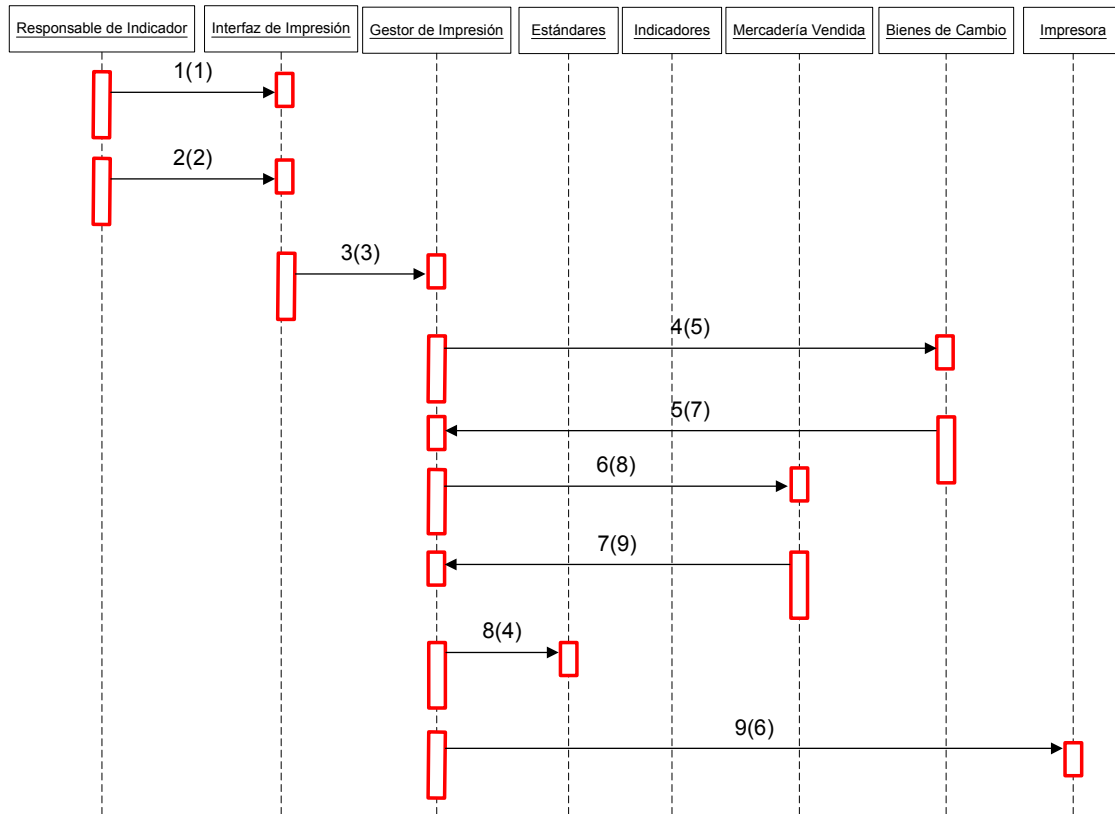 Responsable de Indicador
Interfaz de Impresión
Gestor de Impresión
Estándares
Indicadores
Mercadería Vendida
Bienes de Cambio
Impresora
1(1)
2(2)
3(3)
4(5)
5(7)
6(8)
7(9)
8(4)
9(6)